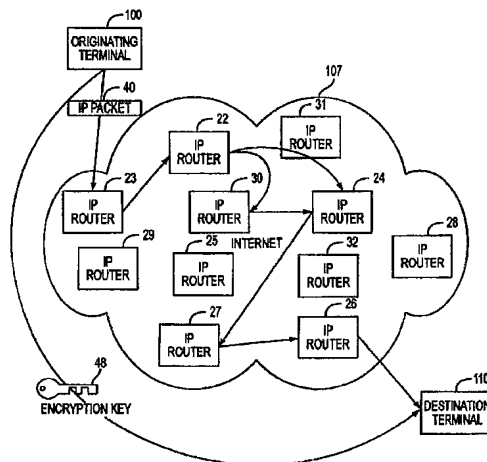 100
ORIGINATING
TERMINAL
40
IP PACKET
107
31
IP
ROUTER
22
IP
ROUTER
23
IP
ROUTER
30
IP
ROUTER
24
IP
ROUTER
28
IP
ROUTER
29
IP
ROUTER
25
INTERNET
IP
ROUTER
32
IP
ROUTER
27
IP
ROUTER
26
IP
ROUTER
48
ENCRYPTION KEY
110
DESTINATION
TERMINAL